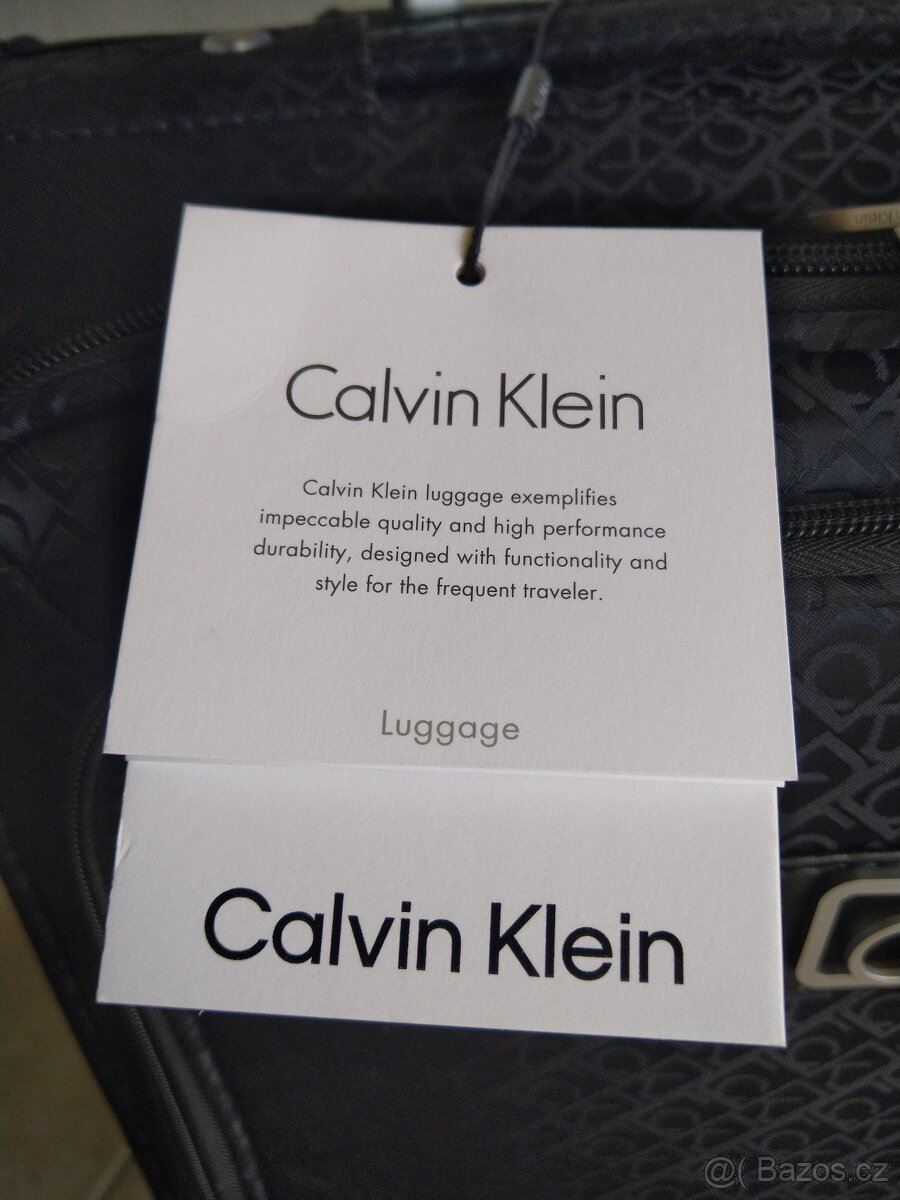 Calvin Klein
Calvin Klein luggage exemplifies
impeccable quality and high performance
durability, designed with functionality and
style for the frequent traveler.
Luggage
Calvin Klein
@( Bazos.cz